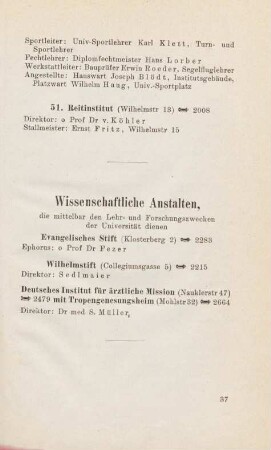 Sportleiter: Univ-Sportlehrer Karl Klett, Turn- und
Sportlehrer
Fechtlehrer: Diplomfechtmeister Hans Lorber
Werkstattleiter: Bauprüfer Erwin Roeder, Segelfluglehrer
Angestellte: Hauswart Joseph Blödt, Institutsgebäude,
Platzwart Wilhelm Haug, Univ.-Sportplatz
51. Reitinstitut (Wilhelmstr 13) 2608
Direktor: o Prof Dr v. Köhler
Stallmeister: Ernst Fritz, Wilhelmstr 15
Wissenschaftliche Anstalten,
die mittelbar den Lehr- und Forschungszwecken
der Universität dienen
Evangelisches Stift (Klosterberg 2) 2283
Ephorus: o Prof Dr Fezer
Wilhelmstift (Collegiumsgasse 5) 2215
Direktor: Sedlmaier
Deutsches Institut für ärztliche Mission (Nauklerstr 47)
2479 mit Tropengenesungsheim (Mohlstr 32) 2664
Direktor: Dr med S. Müller,
37